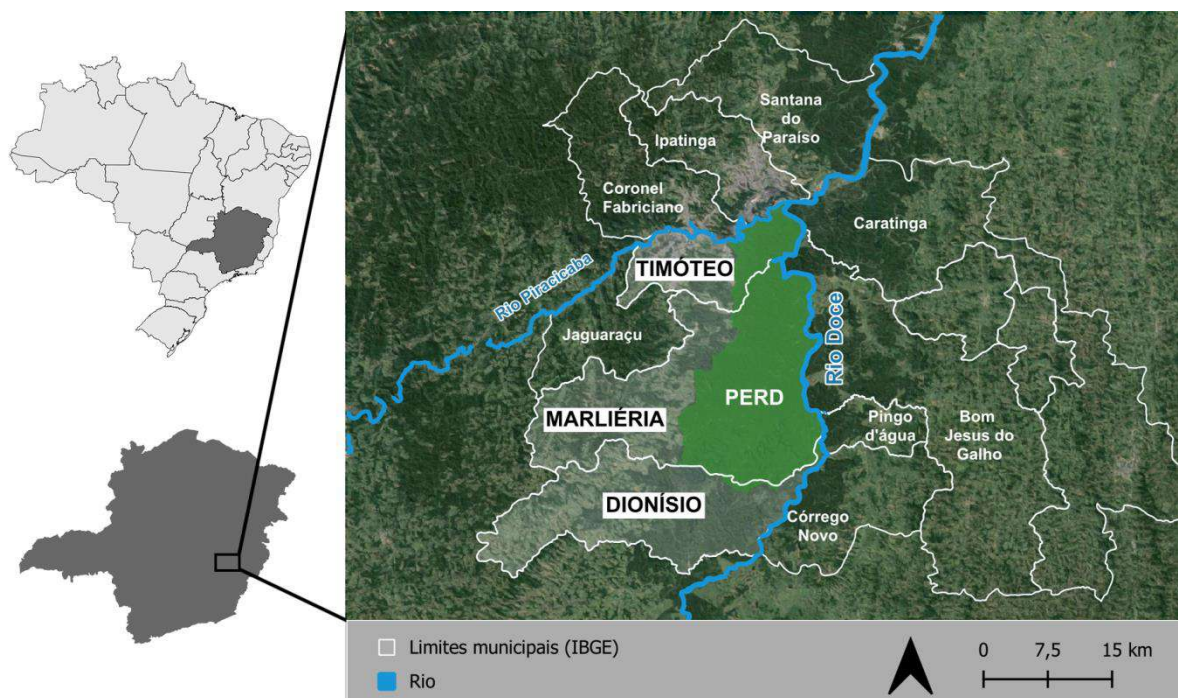 Santana
do
Paraíso
Ipatinga
Coronel
Fabriciano
Caratinga
TIMÓTEO
Rio Piracicaba
Jaguaraçu
Rio Doce
PERD
MARLIÉRIA
Pingo
d'água
Bom
Jesus do
Galho
DIONÍSIO
Córrego
Novo
Limites municipais (IBGE)
Rio
0 7,5 15 km